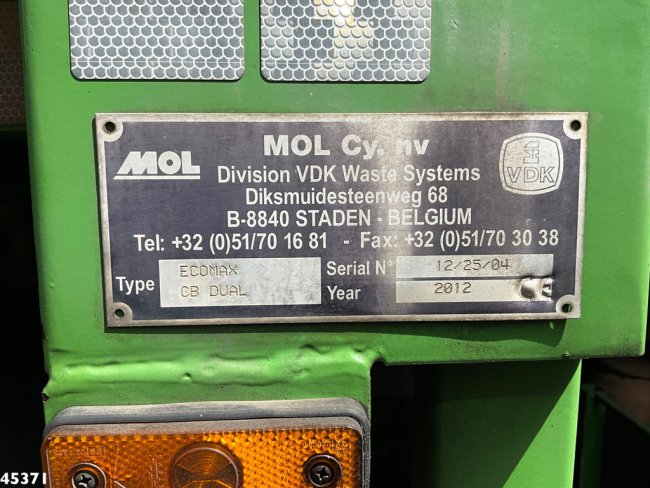 MOL
MOL Cy. nv
Division VDK Waste Systems
Diksmuidesteenweg 68
B-8840 STADEN - BELGIUM
Tel: +32 (0)51/70 16 81 - Fax: +32 (0)51/70 30 38
VDK
Type ECOMAX
CB DUAL
Serial N° 12/25/04
Year 2012 CE
45371